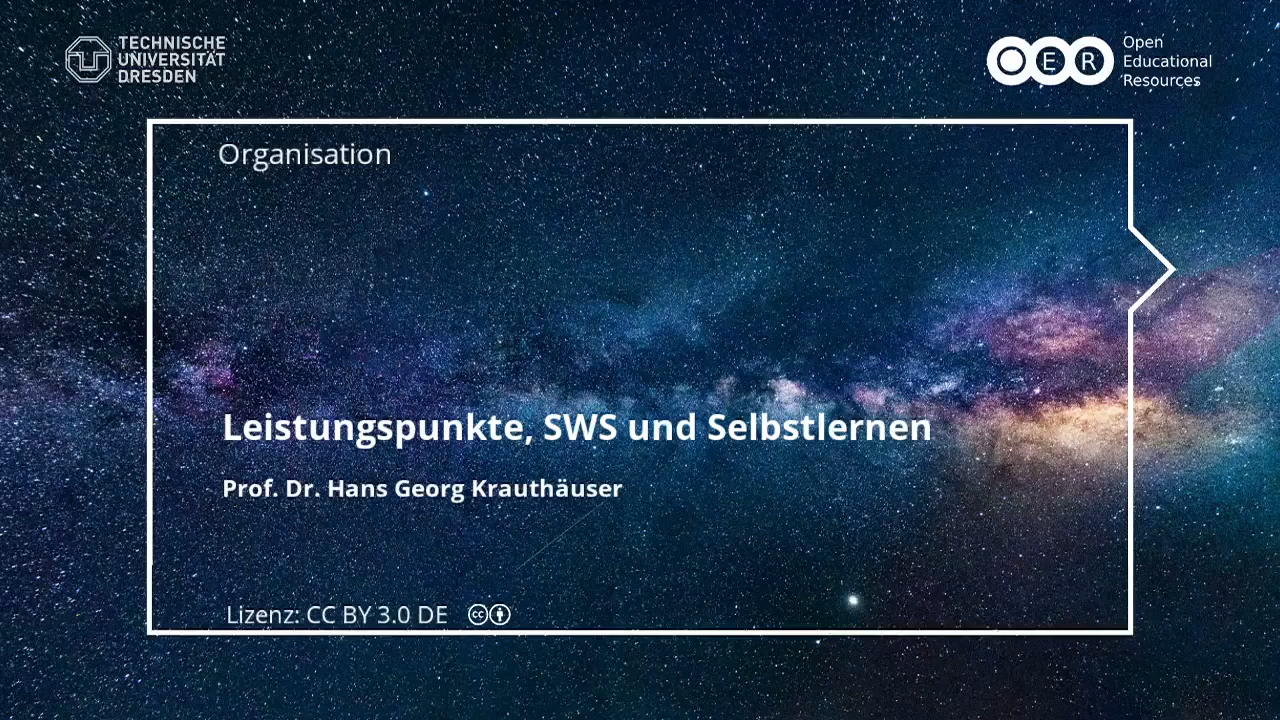 TECHNISCHE
UNIVERSITÄT
DRESDEN
OER
Open
Educational
Resources
Organisation
Leistungspunkte, SWS und Selbstlernen
Prof. Dr. Hans Georg Krauthäuser
Lizenz: CC BY 3.0 DE cc